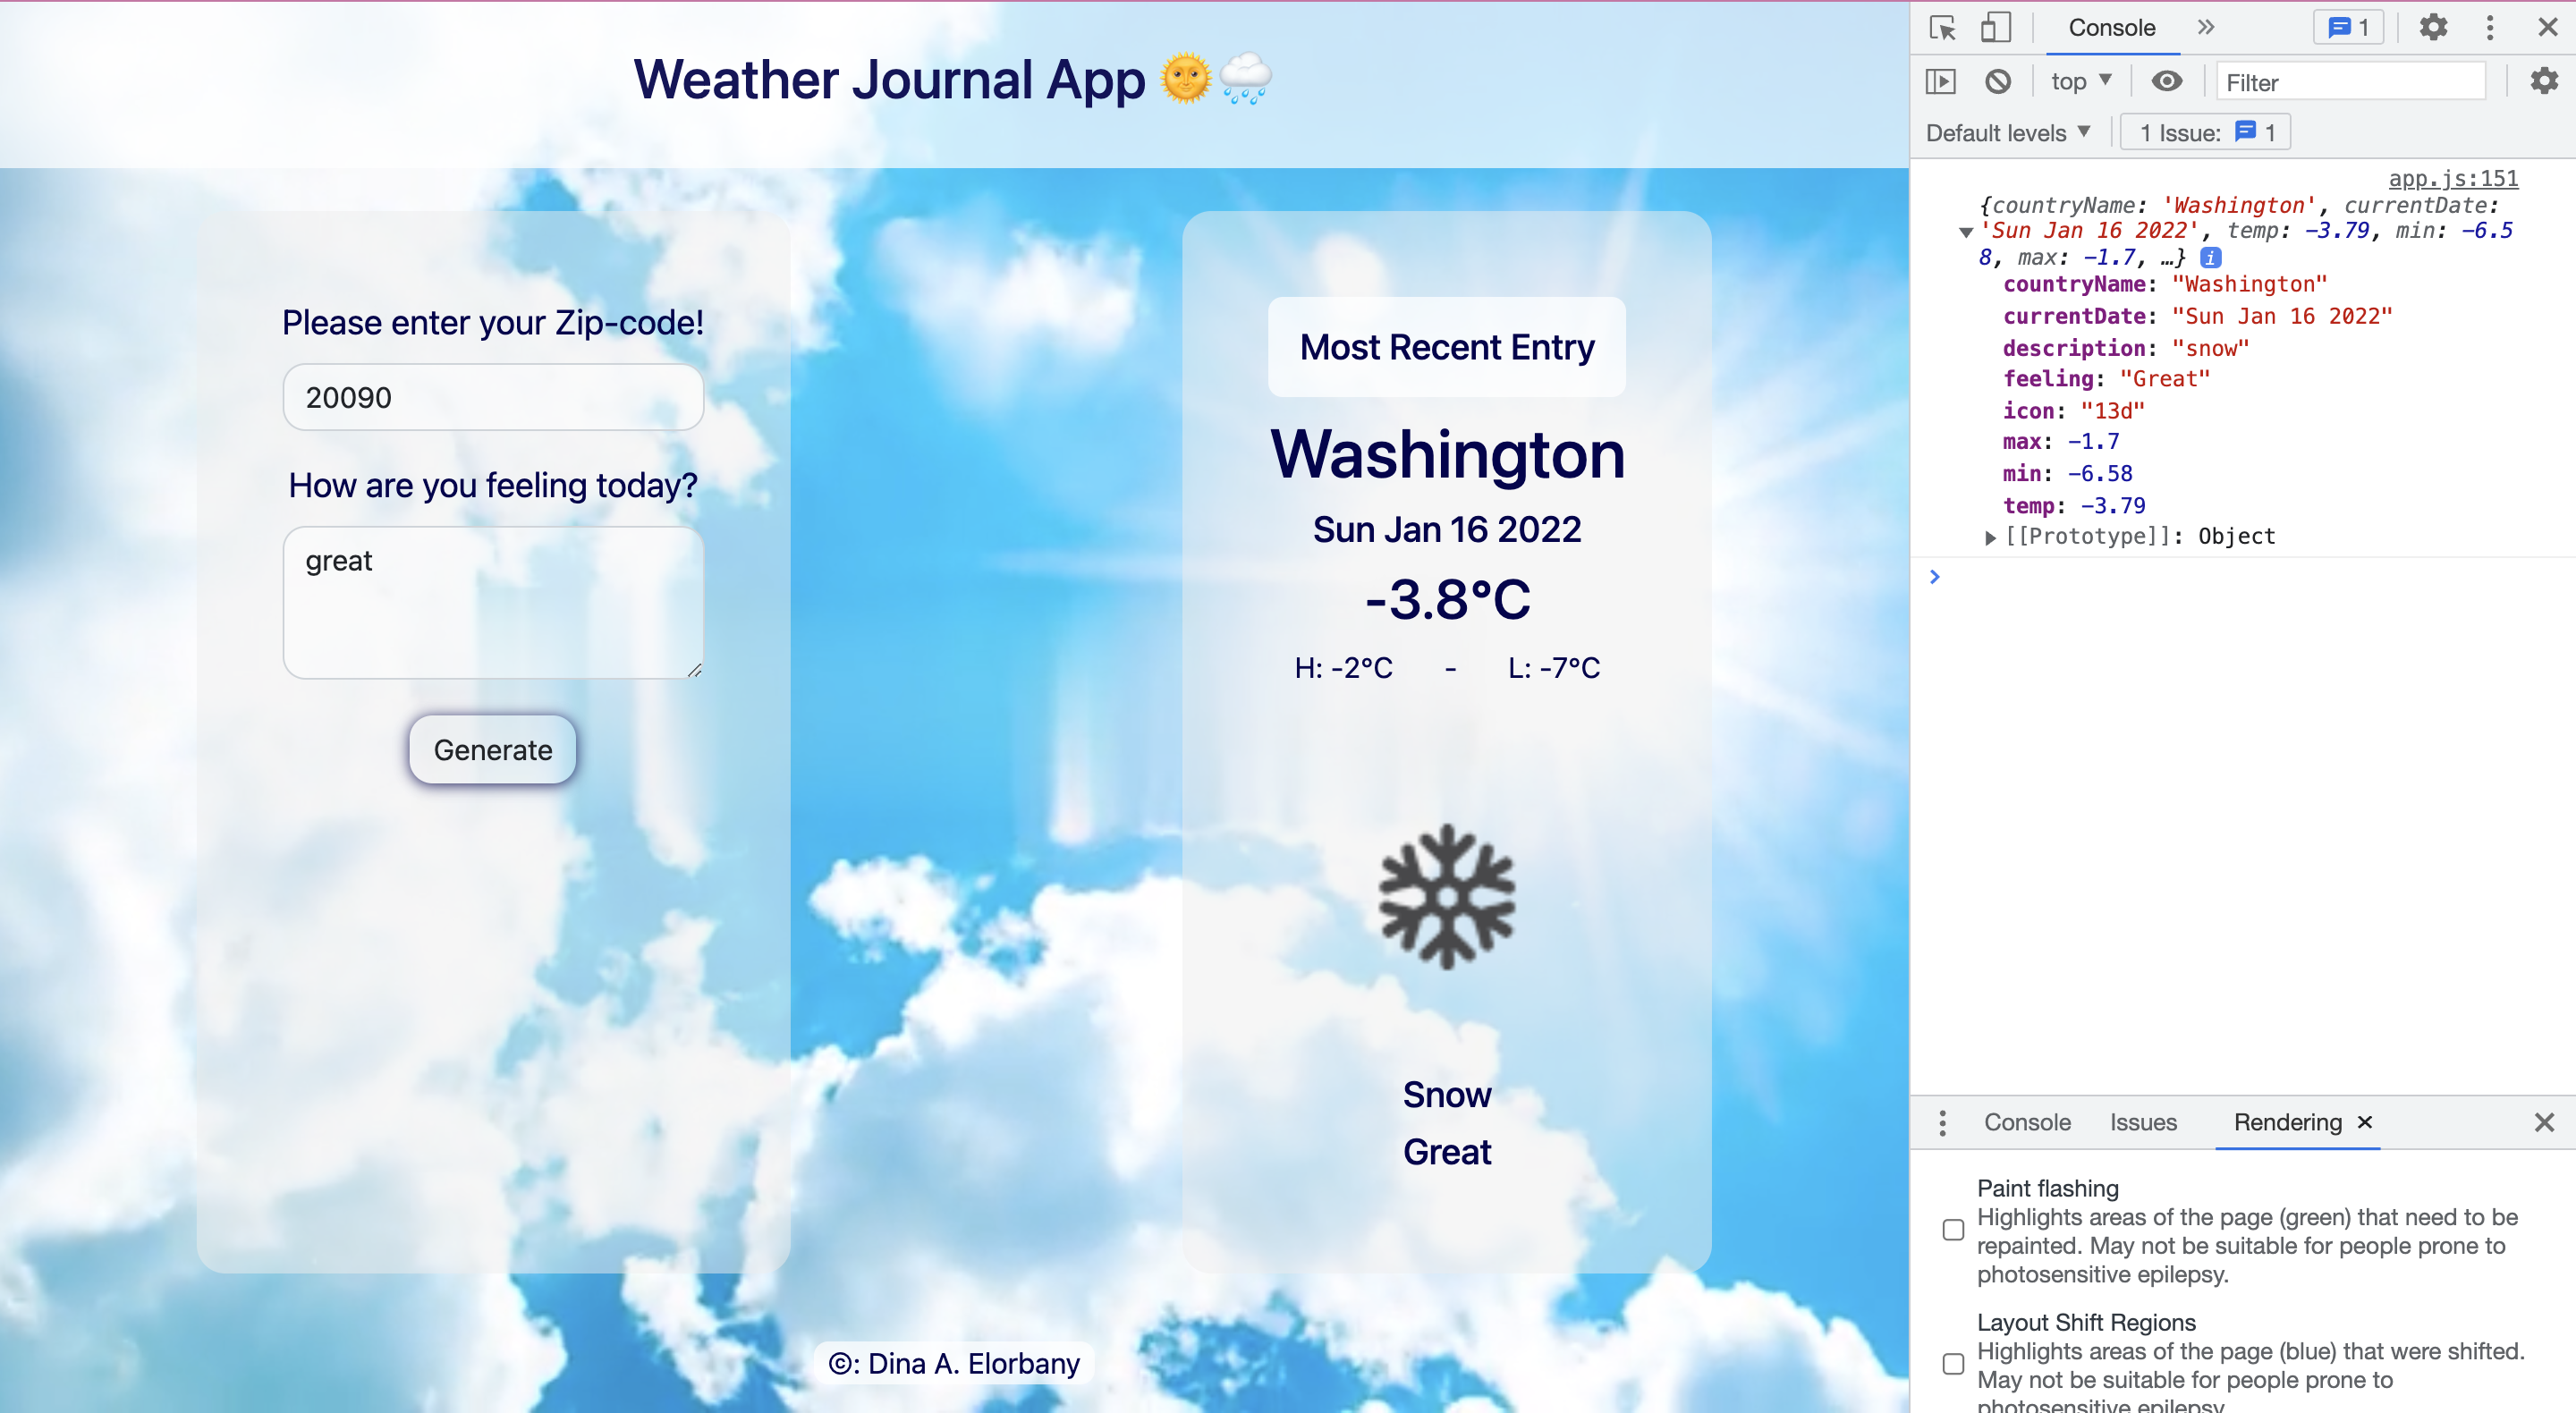 Weather Journal App 🌞🌧️
Please enter your Zip-code!
20090
How are you feeling today?
great
Generate
Most Recent Entry
Washington
Sun Jan 16 2022
-3.8°C
H: -2°C - L: -7°C
Snow
Great
©: Dina A. Elorbany
Console
1
top
Filter
Default levels
1 Issue: 1
app.js:151
{countryName: 'Washington', currentDate:
'Sun Jan 16 2022', temp: -3.79, min: -6.5
8, max: -1.7, …} i
countryName: "Washington"
currentDate: "Sun Jan 16 2022"
description: "snow"
feeling: "Great"
icon: "13d"
max: -1.7
min: -6.58
temp: -3.79
[[Prototype]]: Object
Console Issues Rendering
Paint flashing
Highlights areas of the page (green) that need to be
repainted. May not be suitable for people prone to
photosensitive epilepsy.
Layout Shift Regions
Highlights areas of the page (blue) that were shifted.
May not be suitable for people prone to
photosensitive epilepsy